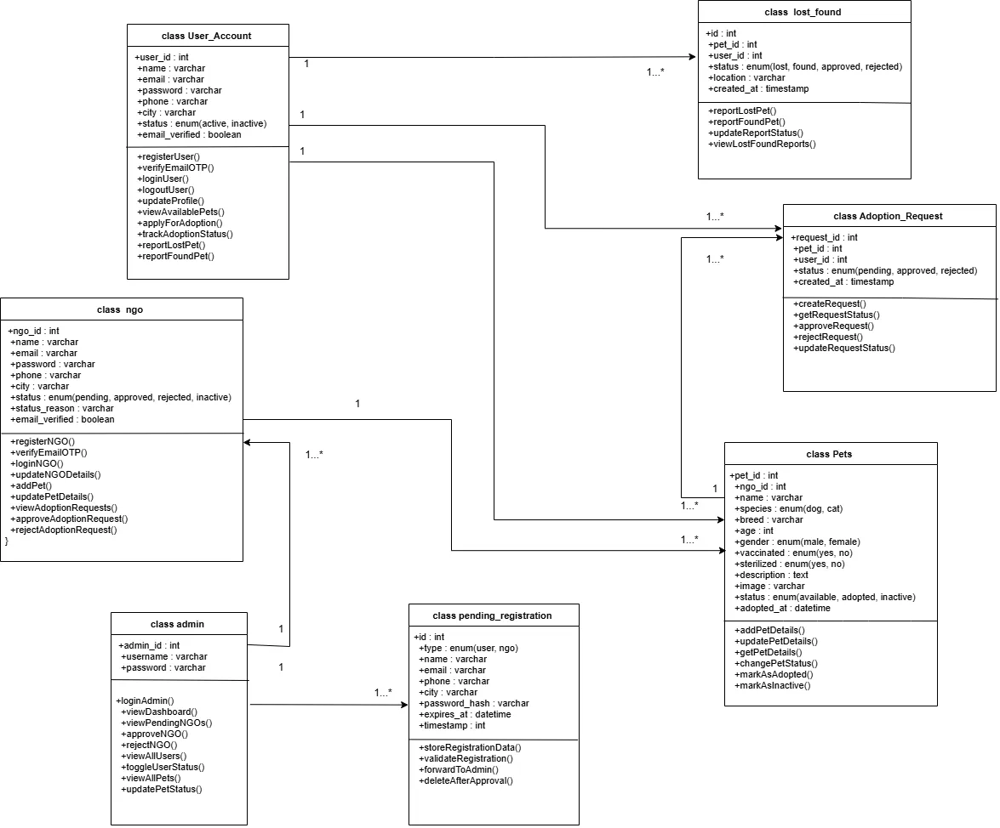 class User_Account
+user_id : int
+name : varchar
+email : varchar
+password : varchar
+phone : varchar
+city : varchar
+status : enum(active, inactive)
+email_verified : boolean
+registerUser()
+verifyEmailOTP()
+loginUser()
+logoutUser()
+updateProfile()
+viewAvailablePets()
+applyForAdoption()
+trackAdoptionStatus()
+reportLostPet()
+reportFoundPet()
1
1...*
1
1
class lost_found
+id : int
+pet_id : int
+user_id : int
+status : enum(lost, found, approved, rejected)
+location : varchar
+created_at : timestamp
+reportLostPet()
+reportFoundPet()
+updateReportStatus()
+viewLostFoundReports()
1...*
1...*
class Adoption_Request
+request_id : int
+pet_id : int
+user_id : int
+status : enum(pending, approved, rejected)
+created_at : timestamp
+createRequest()
+getRequestStatus()
+approveRequest()
+rejectRequest()
+updateRequestStatus()
class ngo
+ngo_id : int
+name : varchar
+email : varchar
+password : varchar
+phone : varchar
+city : varchar
+status : enum(pending, approved, rejected, inactive)
+status_reason : varchar
+email_verified : boolean
+registerNGO()
+verifyEmailOTP()
+loginNGO()
+updateNGODetails()
+addPet()
+updatePetDetails()
+viewAdoptionRequests()
+approveAdoptionRequest()
+rejectAdoptionRequest()
}
1
1...*
1
1...*
1...*
class Pets
+pet_id : int
+ngo_id : int
+name : varchar
+species : enum(dog, cat)
+breed : varchar
+age : int
+gender : enum(male, female)
+vaccinated : enum(yes, no)
+sterilized : enum(yes, no)
+description : text
+image : varchar
+status : enum(available, adopted, inactive)
+adopted_at : datetime
+addPetDetails()
+updatePetDetails()
+getPetDetails()
+changePetStatus()
+markAsAdopted()
+markAsInactive()
class admin
+admin_id : int
+username : varchar
+password : varchar
+loginAdmin()
+viewDashboard()
+viewPendingNGOs()
+approveNGO()
+rejectNGO()
+viewAllUsers()
+toggleUserStatus()
+viewAllPets()
+updatePetStatus()
1
1
1...*
class pending_registration
+id : int
+type : enum(user, ngo)
+name : varchar
+email : varchar
+phone : varchar
+city : varchar
+password_hash : varchar
+expires_at : datetime
+timestamp : int
+storeRegistrationData()
+validateRegistration()
+forwardToAdmin()
+deleteAfterApproval()